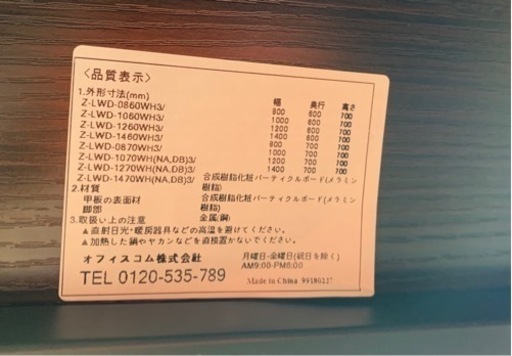 〈品質表示〉
1.外形寸法(mm) 幅 奥行 高さ
Z-LWD-0860WH3/ 800 600 700
Z-LWD-1060WH3/ 1000 600 700
Z-LWD-1260WH3/ 1200 600 700
Z-LWD-1460WH3/ 1400 600 700
Z-LWD-0870WH3/ 800 700 700
Z-LWD-1070WH(NA,DB)3/ 1000 700 700
Z-LWD-1270WH(NA,DB)3/ 1200 700 700
Z-LWD-1470WH(NA,DB)3/ 1400 700 700
2.材質 合成樹脂化粧パーティクルボード(メラミン樹脂)
甲板の表面材 合成樹脂化粧パーティクルボード(メラミン樹脂)
脚部 金属(鋼)
3.取扱い上の注意
▲直射日光・暖房器具などの高温を避けてください。
▲加熱した鍋やヤカンなどを直接置かないでください。
オフィスコム株式会社 月曜日-金曜日(祝日を除く)
TEL 0120-535-789 AM9:00-PM6:00
Made in China